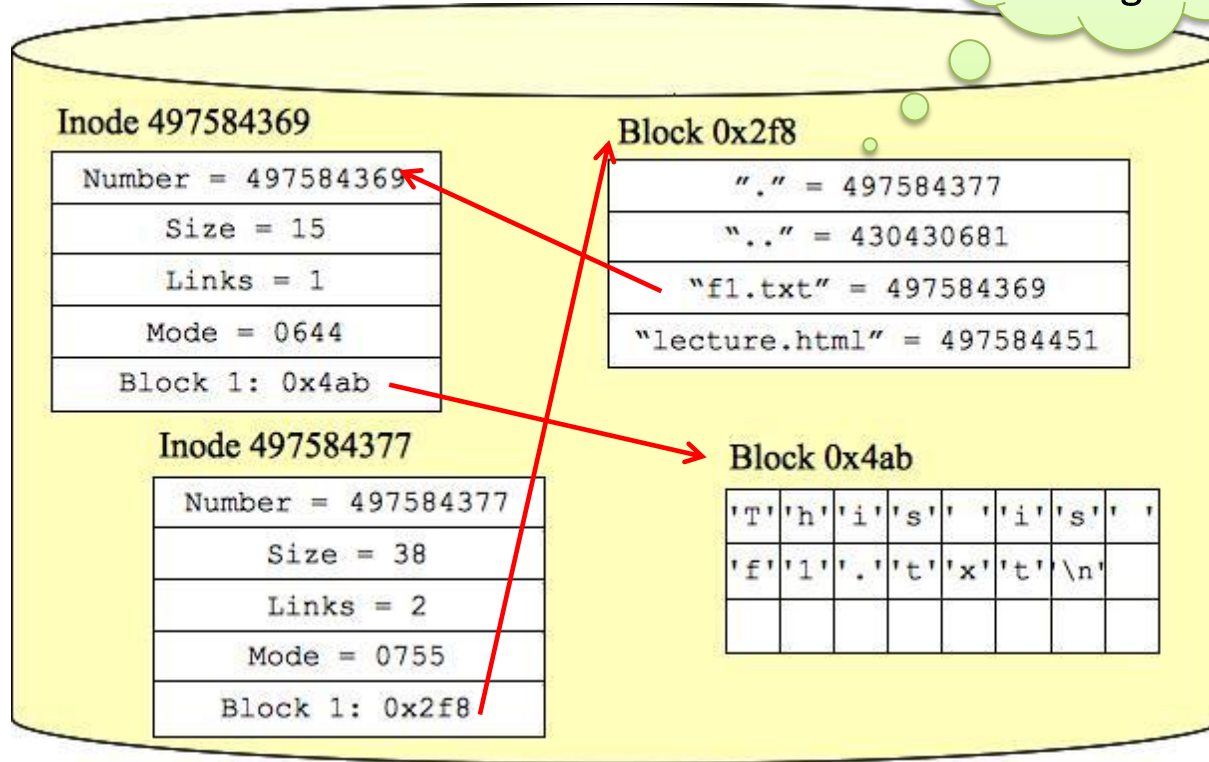 Inode 497584369
Number = 497584369
Size = 15
Links = 1
Mode = 0644
Block 1: 0x4ab
Inode 497584377
Number = 497584377
Size = 38
Links = 2
Mode = 0755
Block 1: 0x2f8
Block 0x2f8
"." = 497584377
“..” = 430430681
“f1.txt” = 497584369
“lecture.html” = 497584451
Block 0x4ab
'T' 'h' 'i' 's' ' ' 'i' 's' ' '
'f' '1' '.' 't' 'x' 't' '\n'